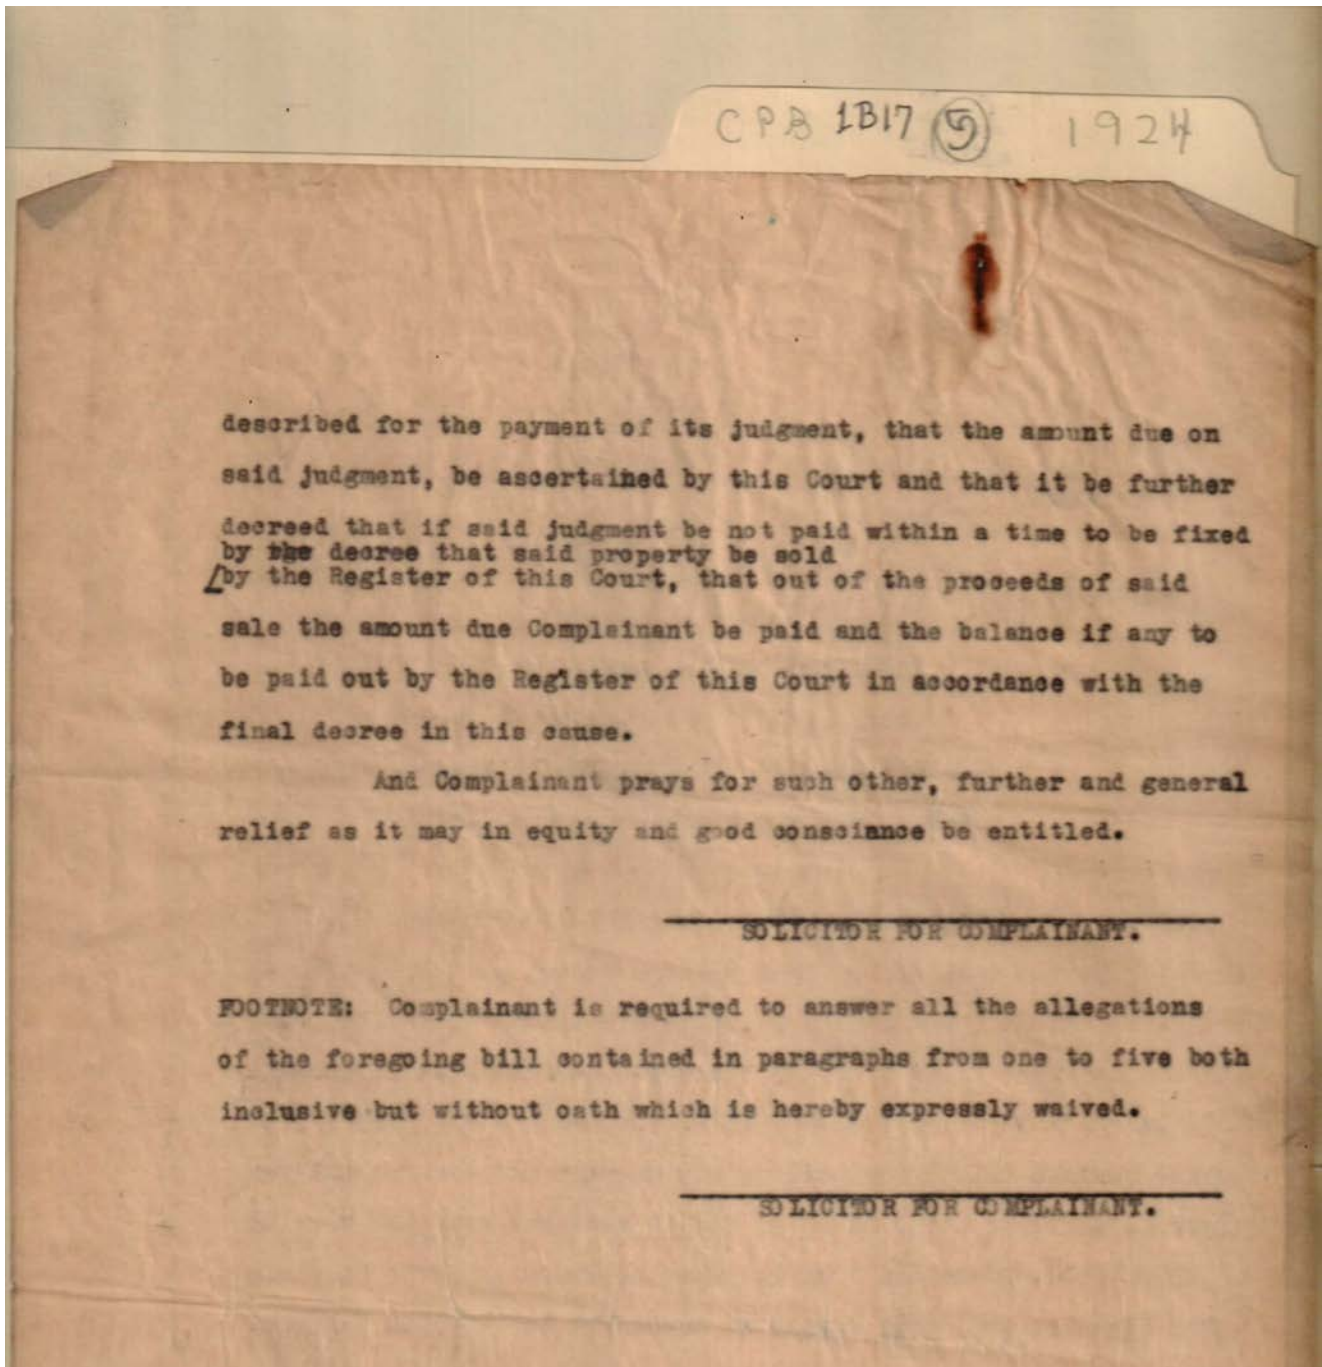 CPB 1B17 5 1924
described for the payment of its judgment, that the amount due on
said judgment, be ascertained by this Court and that it be further
decreed that if said judgment be not paid within a time to be fixed
by the decree that said property be sold
by the Register of this Court, that out of the proceeds of said
sale the amount due Complainant be paid and the balance if any to
be paid out by the Register of this Court in accordance with the
final decree in this cause.
And Complainant prays for such other, further and general
relief as it may in equity and good consciance be entitled.
SOLICITOR FOR COMPLAINANT.
FOOTNOTE: Complainant is required to answer all the allegations
of the foregoing bill contained in paragraphs from one to five both
inclusive but without oath which is hereby expressly waived.
SOLICITOR FOR COMPLAINANT.